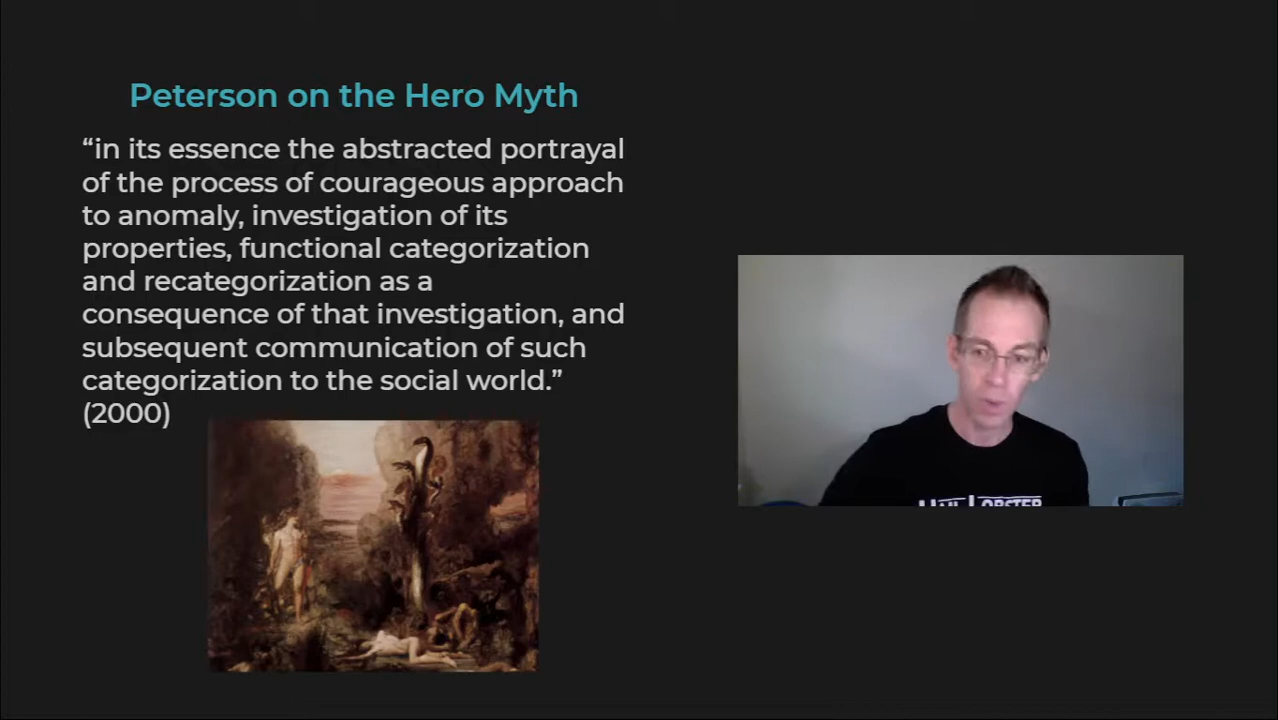 Peterson on the Hero Myth
“in its essence the abstracted portrayal
of the process of courageous approach
to anomaly, investigation of its
properties, functional categorization
and recategorization as a
consequence of that investigation, and
subsequent communication of such
categorization to the social world.”
(2000)
HAIL LOBSTER